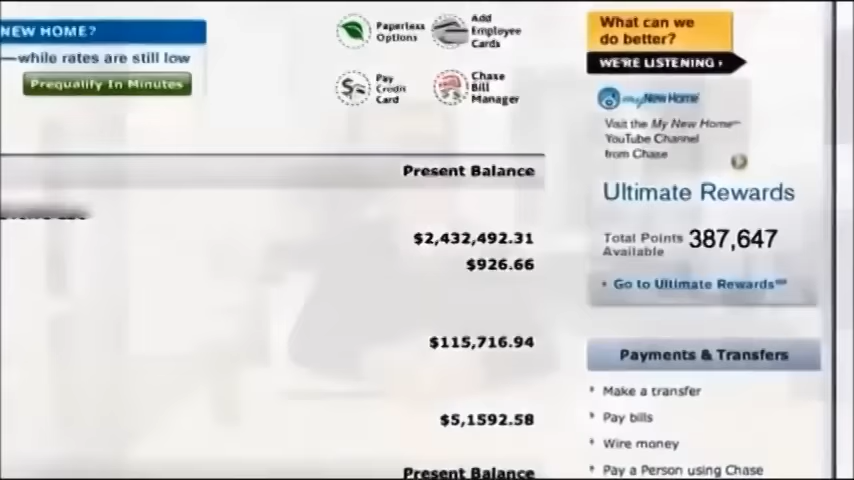 NEW HOME?
—while rates are still low
Prequalify In Minutes
Paperless
Options
Add
Employee
Cards
Pay
Credit
Card
Chase
Bill
Manager
What can we
do better?
WE'RE LISTENING ›
myNew Home℠
Visit the My New Home℠
YouTube Channel
from Chase
Ultimate Rewards
Total Points
Available
387,647
Go to Ultimate Rewards℠
Present Balance
$2,432,492.31
$926.66
$115,716.94
$5,1592.58
Present Balance
Payments & Transfers
Make a transfer
Pay bills
Wire money
Pay a Person using Chase